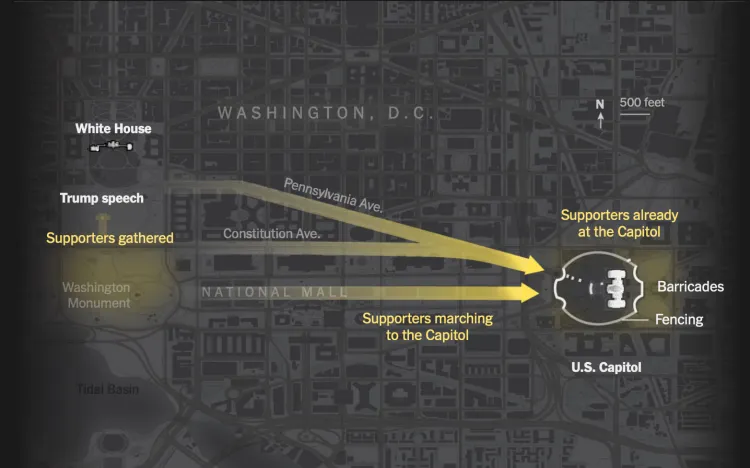 WASHINGTON, D.C.
N
500 feet
White House
Pennsylvania Ave.
Trump speech
Supporters already
at the Capitol
Supporters gathered
Constitution Ave.
Washington
Monument
NATIONAL MALL
Barricades
Supporters marching
to the Capitol
Fencing
U.S. Capitol
Tidal Basin